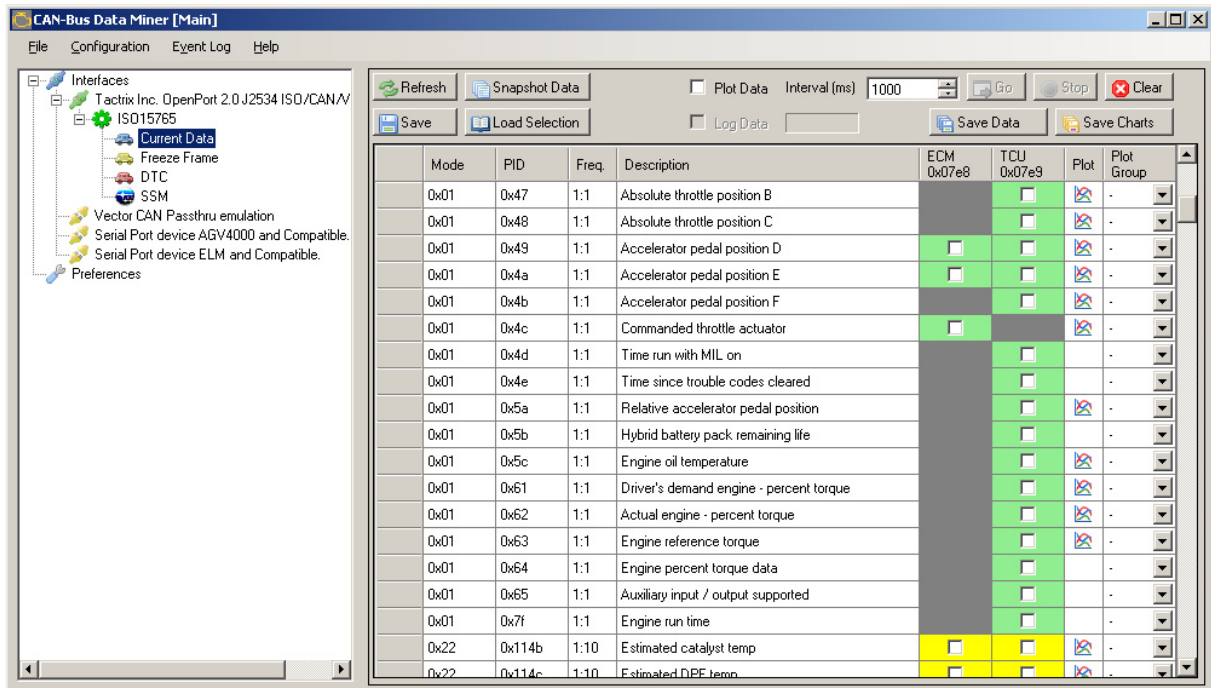 CAN-Bus Data Miner [Main]
File Configuration Event Log Help
Interfaces
Tactrix Inc. OpenPort 2.0 J2534 ISO/CAN/V
ISO15765
Current Data
Freeze Frame
DTC
SSM
Vector CAN Passthru emulation
Serial Port device AGV4000 and Compatible.
Serial Port device ELM and Compatible.
Preferences
Refresh Snapshot Data Plot Data Interval (ms) 1000 Go Stop Clear
Save Load Selection Log Data Save Data Save Charts
Mode PID Freq. Description ECM 0x07e8 TCU 0x07e9 Plot Plot Group
0x01 0x47 1:1 Absolute throttle position B -
0x01 0x48 1:1 Absolute throttle position C -
0x01 0x49 1:1 Accelerator pedal position D -
0x01 0x4a 1:1 Accelerator pedal position E -
0x01 0x4b 1:1 Accelerator pedal position F -
0x01 0x4c 1:1 Commanded throttle actuator -
0x01 0x4d 1:1 Time run with MIL on -
0x01 0x4e 1:1 Time since trouble codes cleared -
0x01 0x5a 1:1 Relative accelerator pedal position -
0x01 0x5b 1:1 Hybrid battery pack remaining life -
0x01 0x5c 1:1 Engine oil temperature -
0x01 0x61 1:1 Driver's demand engine - percent torque -
0x01 0x62 1:1 Actual engine - percent torque -
0x01 0x63 1:1 Engine reference torque -
0x01 0x64 1:1 Engine percent torque data -
0x01 0x65 1:1 Auxiliary input / output supported -
0x01 0x7f 1:1 Engine run time -
0x22 0x114b 1:10 Estimated catalyst temp -
0x22 0x114c 1:10 Estimated DPF temp -